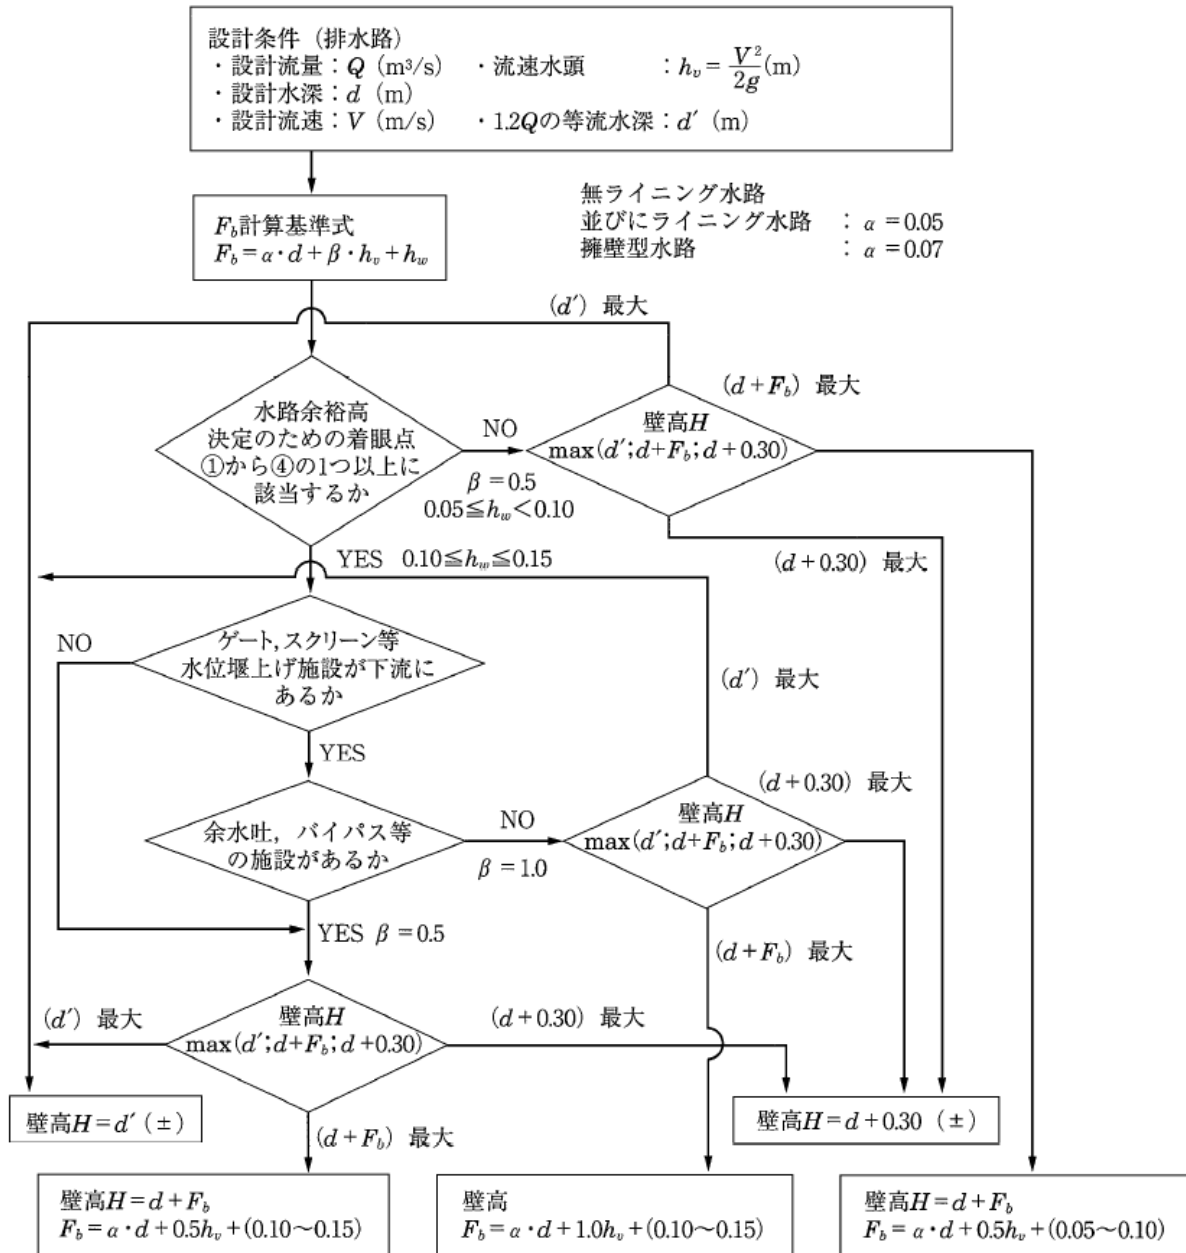 設計条件（排水路）
・設計流量：Q（m³/s）　・流速水頭　：h_v = V²/2g (m)
・設計水深：d（m）
・設計流速：V（m/s）　・1.2Qの等流水深：d′（m）
無ライニング水路
並びにライニング水路　：α＝0.05
擁壁型水路　：α＝0.07
F_b計算基準式
F_b＝α・d＋β・h_v＋h_w
（d′）最大
（d＋F_b）最大
水路余裕高
決定のための着眼点
①から④の1つ以上に
該当するか
NO
β＝0.5
0.05≦h_w＜0.10
壁高H
max(d′;d+F_b;d+0.30)
（d＋0.30）最大
YES　0.10≦h_w≦0.15
ゲート,スクリーン等
水位堰上げ施設が下流に
あるか
NO
YES
（d′）最大
（d＋0.30）最大
余水吐，バイパス等
の施設があるか
NO
β＝1.0
壁高H
max(d′;d+F_b;d+0.30)
YES β＝0.5
（d＋F_b）最大
（d′）最大
壁高H
max(d′;d+F_b;d+0.30)
（d＋0.30）最大
壁高H＝d′（±）
（d＋F_b）最大
壁高H＝d＋0.30（±）
壁高H＝d＋F_b
F_b＝α・d＋0.5h_v＋(0.10〜0.15)
壁高
F_b＝α・d＋1.0h_v＋(0.10〜0.15)
壁高H＝d＋F_b
F_b＝α・d＋0.5h_v＋(0.05〜0.10)